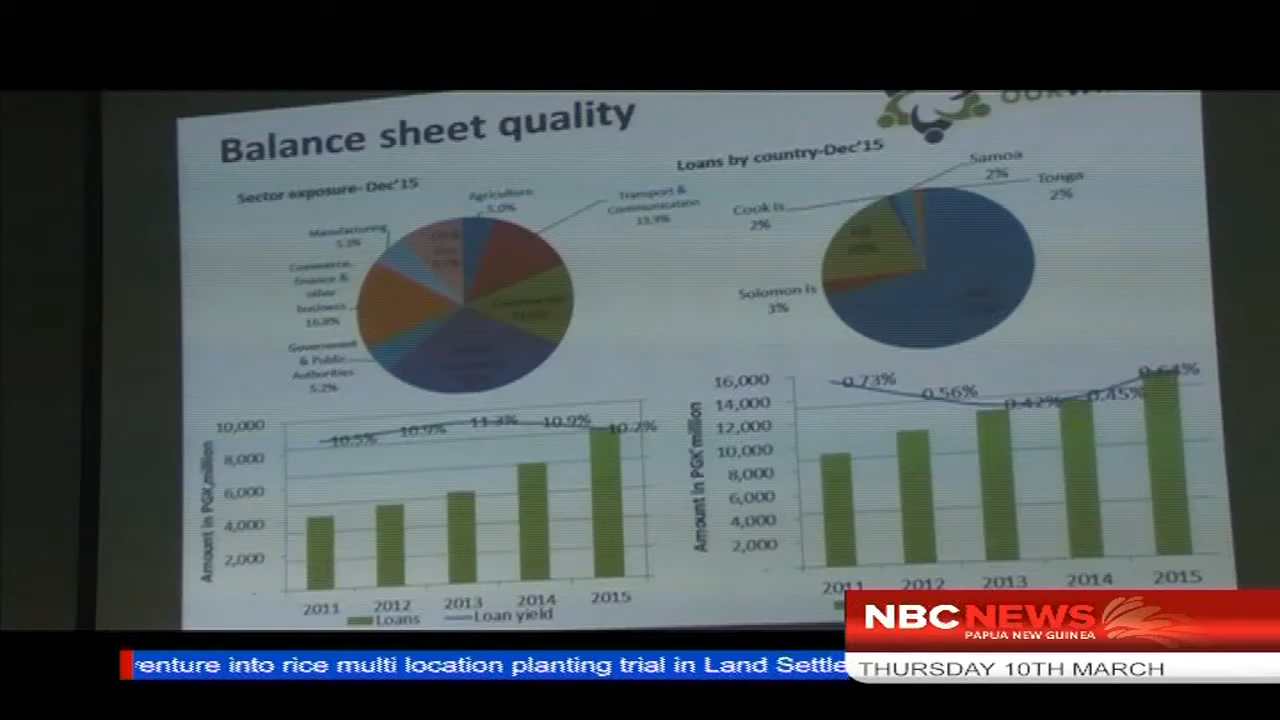 Balance sheet quality
Sector exposure- Dec'15
Agriculture
5.0%
Transport &
Communication
13.9%
Manufacturing
Commerce,
finance &
other
business
16.8%
Government
& Public
Authorities
5.2%
Loans by country-Dec'15
Samoa
2%
Tonga
2%
Cook Is
2%
Solomon Is
3%
Amount in PGK million
10,000
8,000
6,000
4,000
2,000
10.5%
10.9%
11.3%
10.9%
10.2%
2011
2012
2013
2014
2015
Loans
Loan yield
Amount in PGK million
16,000
14,000
12,000
10,000
8,000
6,000
4,000
2,000
0.73%
0.56%
0.42%
0.45%
0.64%
2011
2012
2013
2014
2015
NBC NEWS
PAPUA NEW GUINEA
THURSDAY 10TH MARCH
venture into rice multi location planting trial in Land Settle